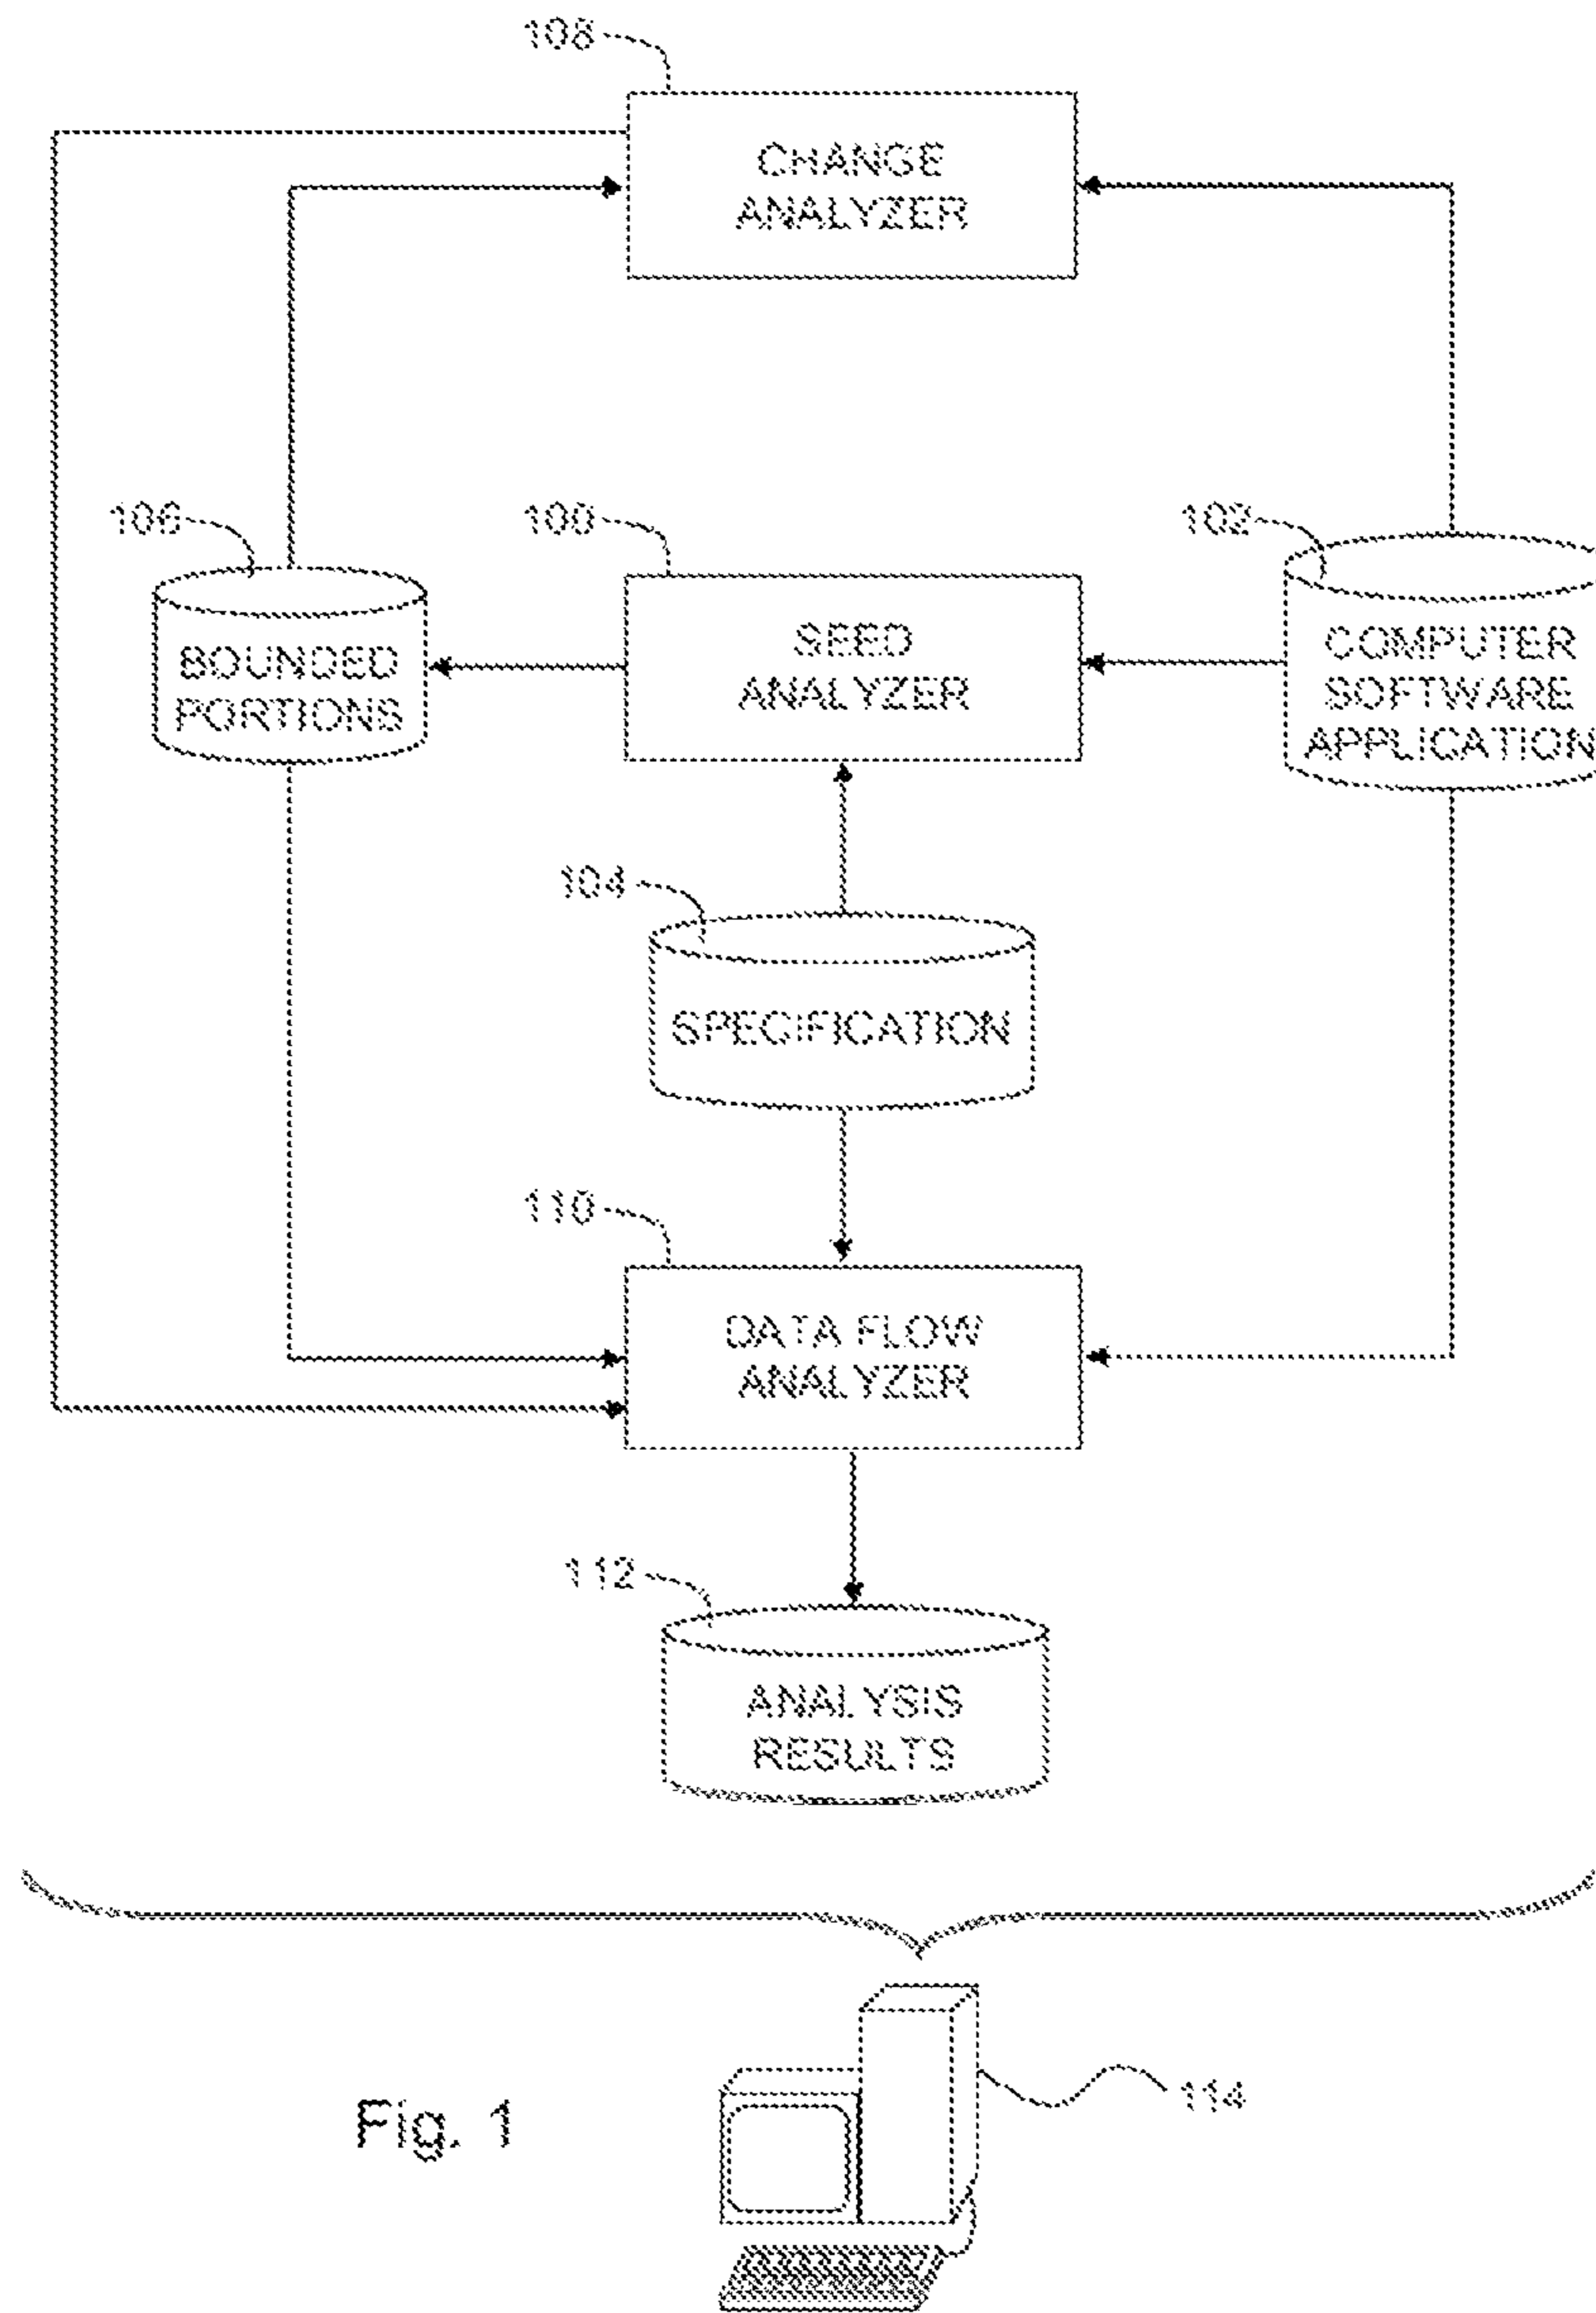 108
CHANGE
ANALYZER
106
100
102
BOUNDED
PORTIONS
SEED
ANALYZER
COMPUTER
SOFTWARE
APPLICATION
104
SPECIFICATION
110
DATA FLOW
ANALYZER
112
ANALYSIS
RESULTS
114
Fig. 1